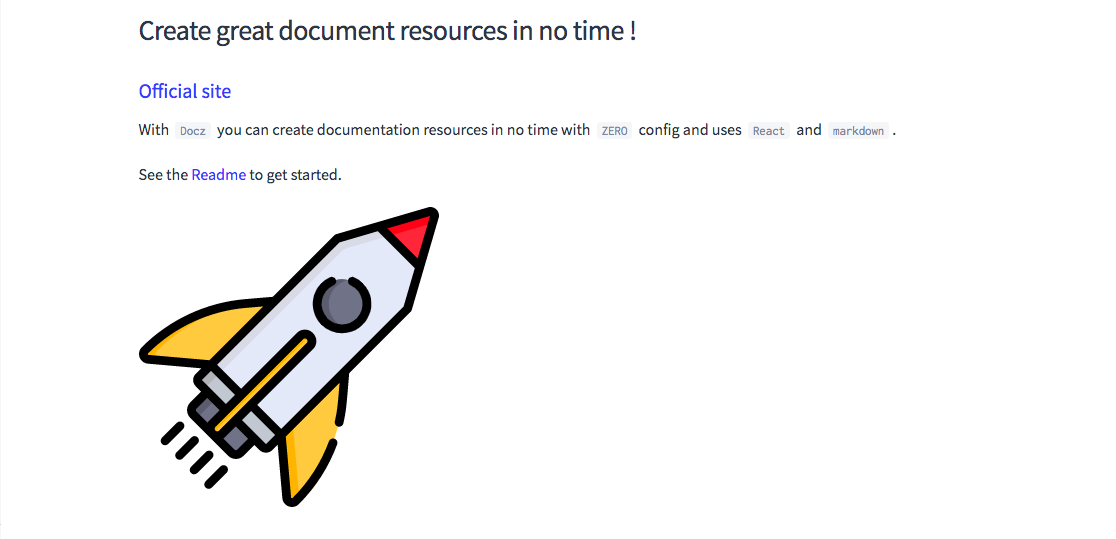 Create great document resources in no time !
Official site
With Docz you can create documentation resources in no time with ZERO config and uses React and markdown .
See the Readme to get started.